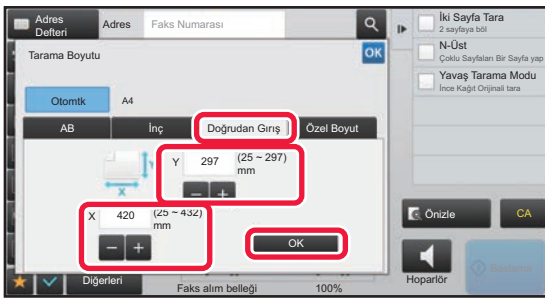 Adres Defteri
Adres
Faks Numarası
Tarama Boyutu
OK
Otomtk
A4
AB
İnç
Doğrudan Gırış
Özel Boyut
Y
X
Y 297 (25 ~ 297) mm
X 420 (25 ~ 432) mm
OK
Diğerleri
Faks alım belleği 100%
İki Sayfa Tara
2 sayfaya böl
N-Üst
Çoklu Sayfaları Bir Sayfa yap
Yavaş Tarama Modu
İnce Kağıt Orijinali tara
Önizle
CA
Hoparlör